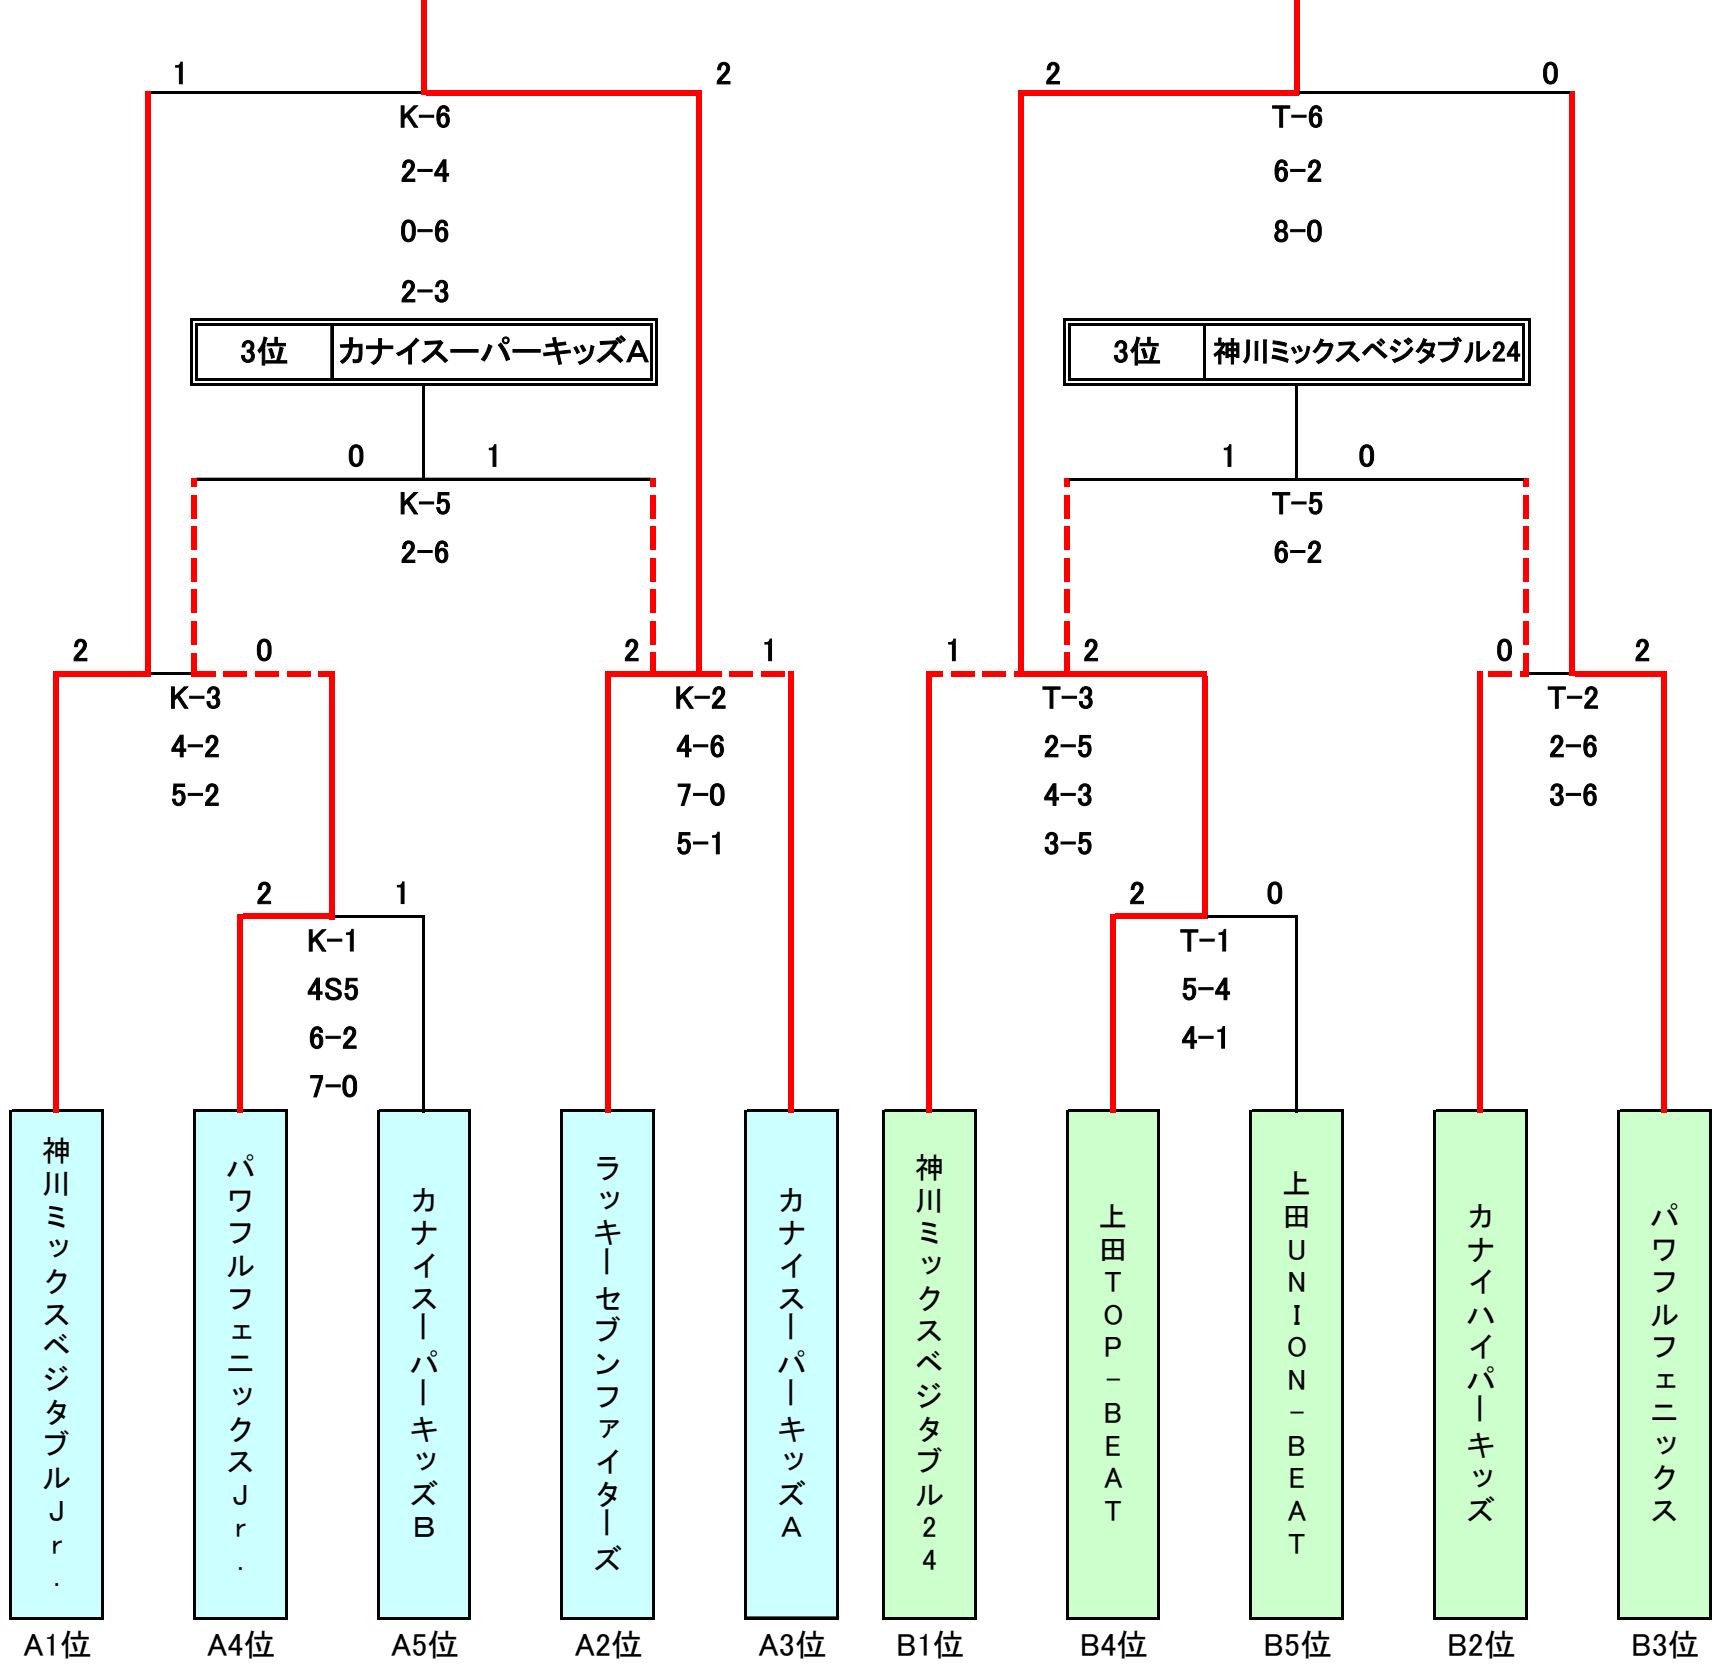 1 2 2 0
K-6 T-6
2-4 6-2
0-6 8-0
2-3
3位 カナイスーパーキッズA 3位 神川ミックスベジタブル24
0 1 1 0
K-5 T-5
2-6 6-2
2 0 2 1 1 2 0 2
K-3 K-2 T-3 T-2
4-2 4-6 2-5 2-6
5-2 7-0 4-3 3-6
5-1 3-5
2 1 2 0
K-1 T-1
4S5 5-4
6-2 4-1
7-0
神川ミックスベジタブルJr.
パワフルフェニックスJr.
カナイスーパーキッズB
ラッキーセブンファイターズ
カナイスーパーキッズA
神川ミックスベジタブル24
上田TOP-BEAT
上田UNION-BEAT
カナイハイパーキッズ
パワフルフェニックス
A1位 A4位 A5位 A2位 A3位 B1位 B4位 B5位 B2位 B3位